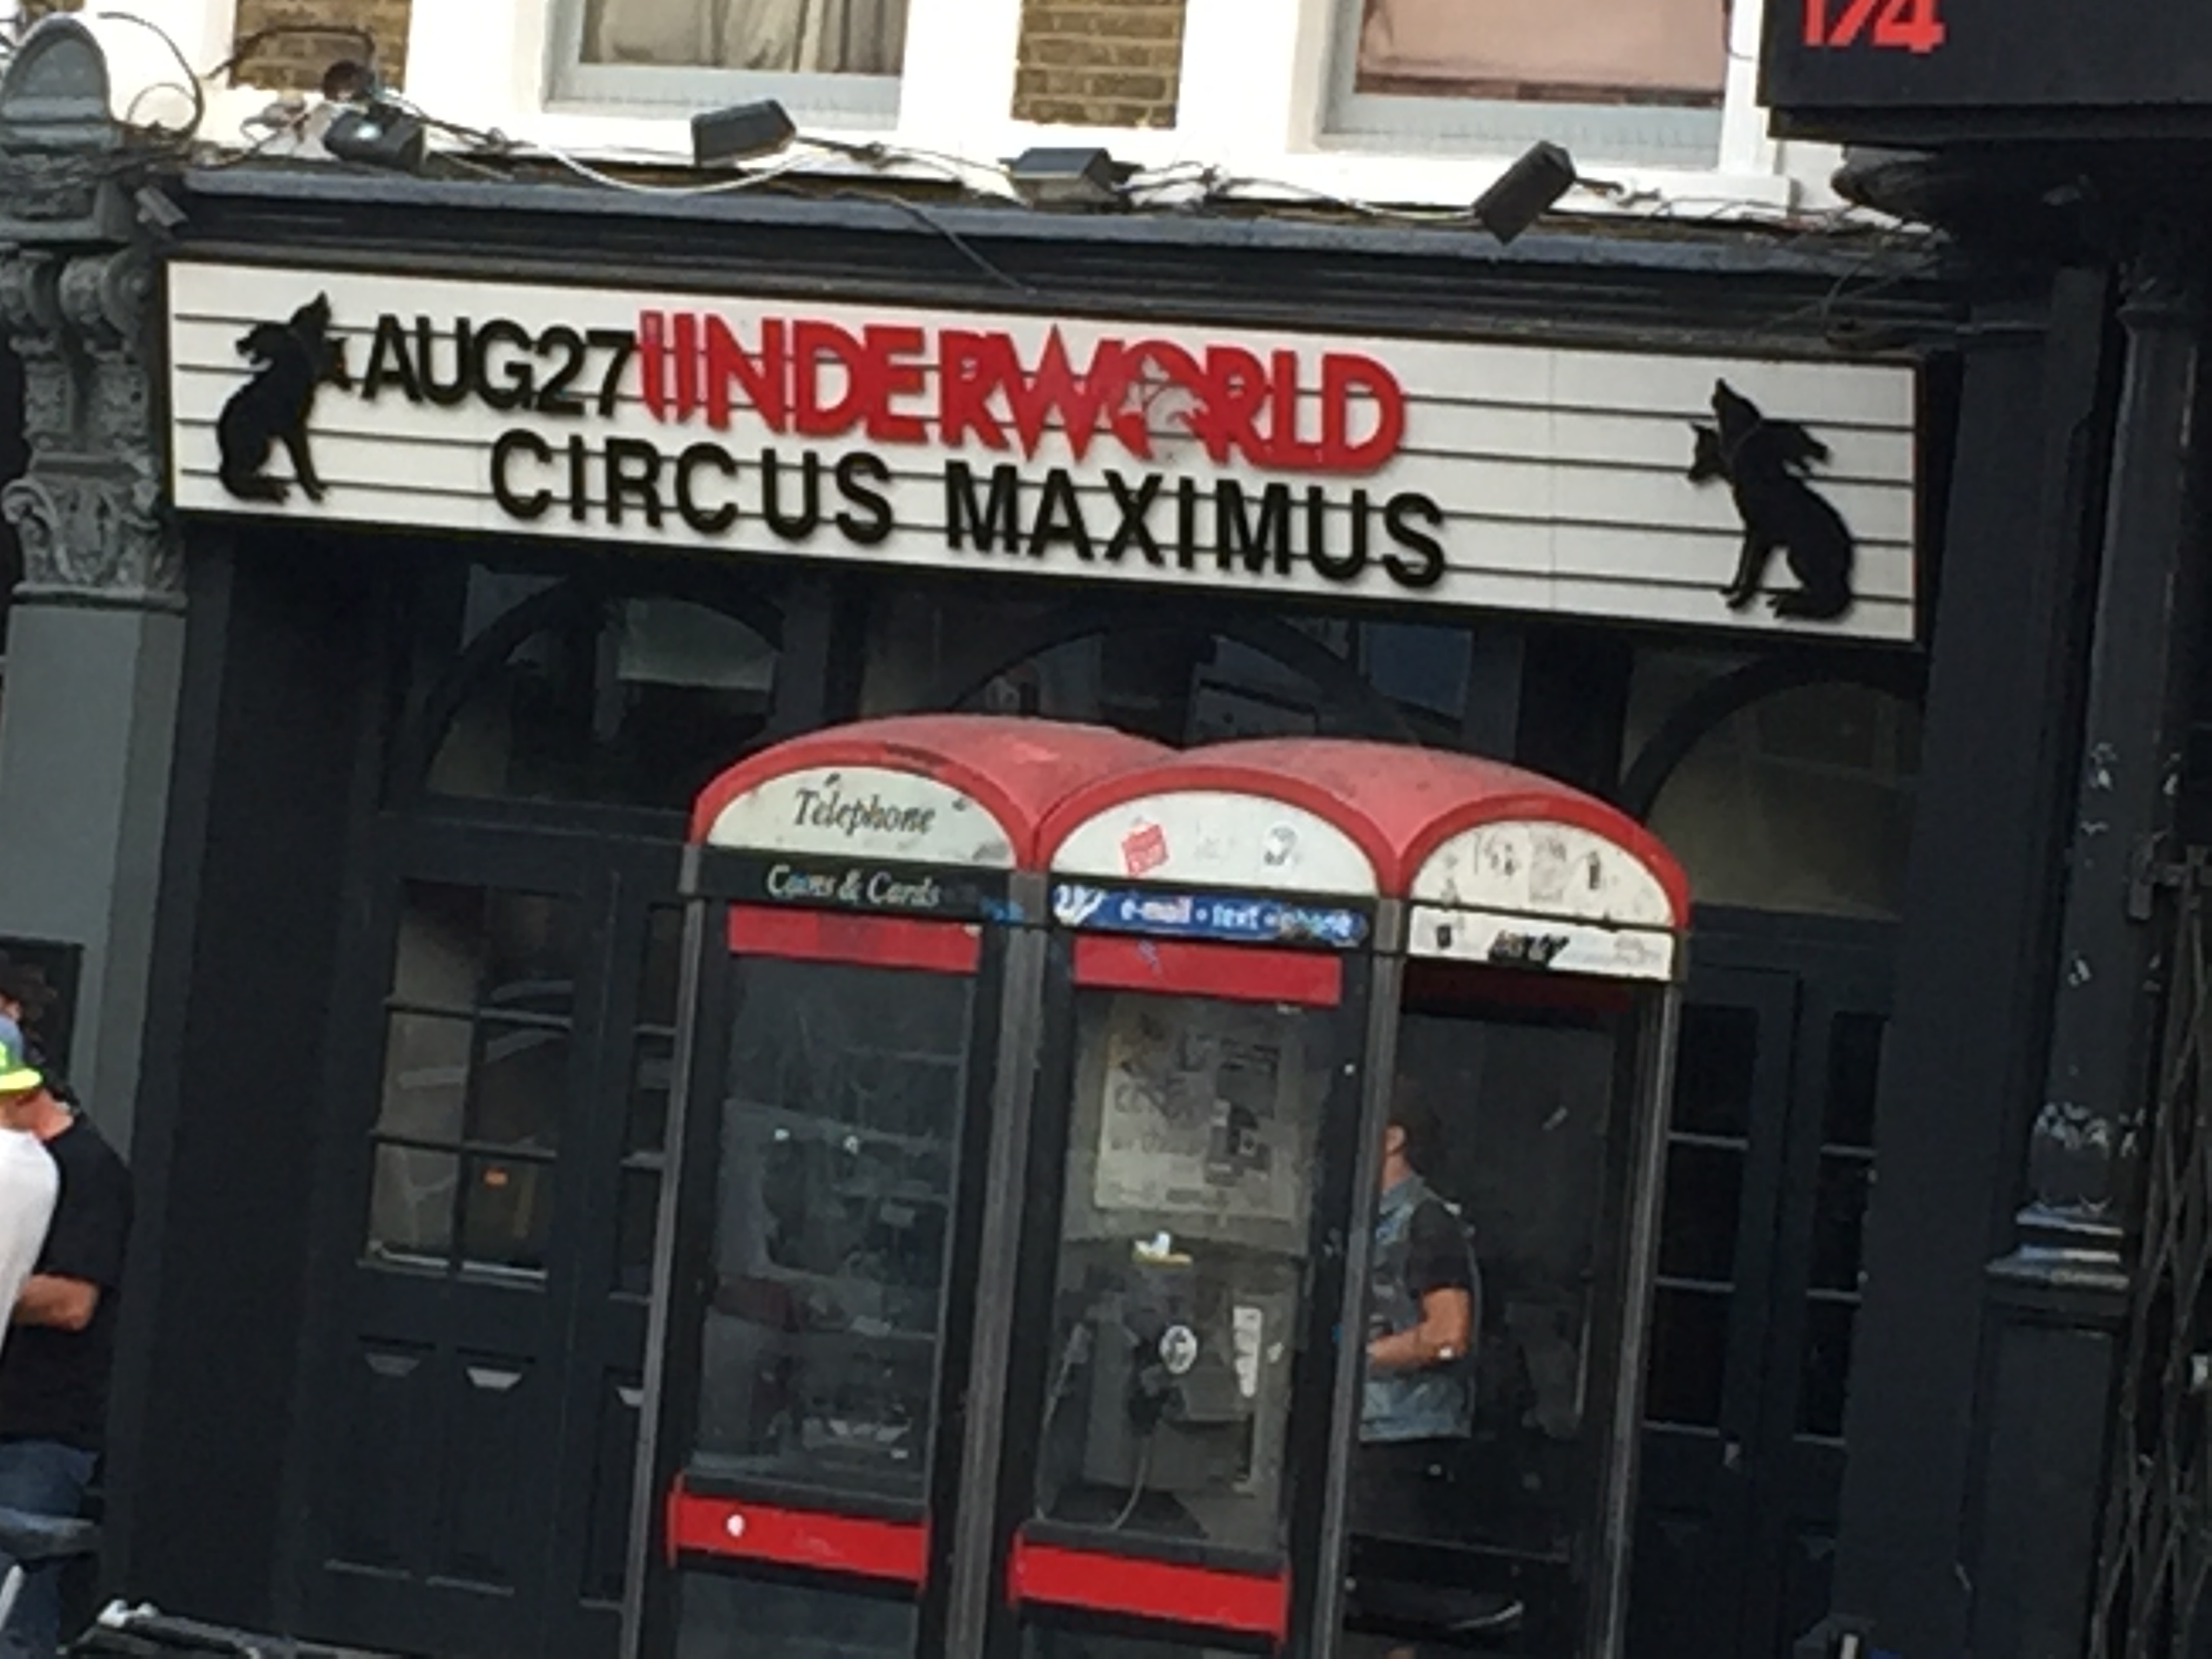 174
AUG27 UNDERWORLD
CIRCUS MAXIMUS
Telephone
Coins & Cards
e-mail • text • phone